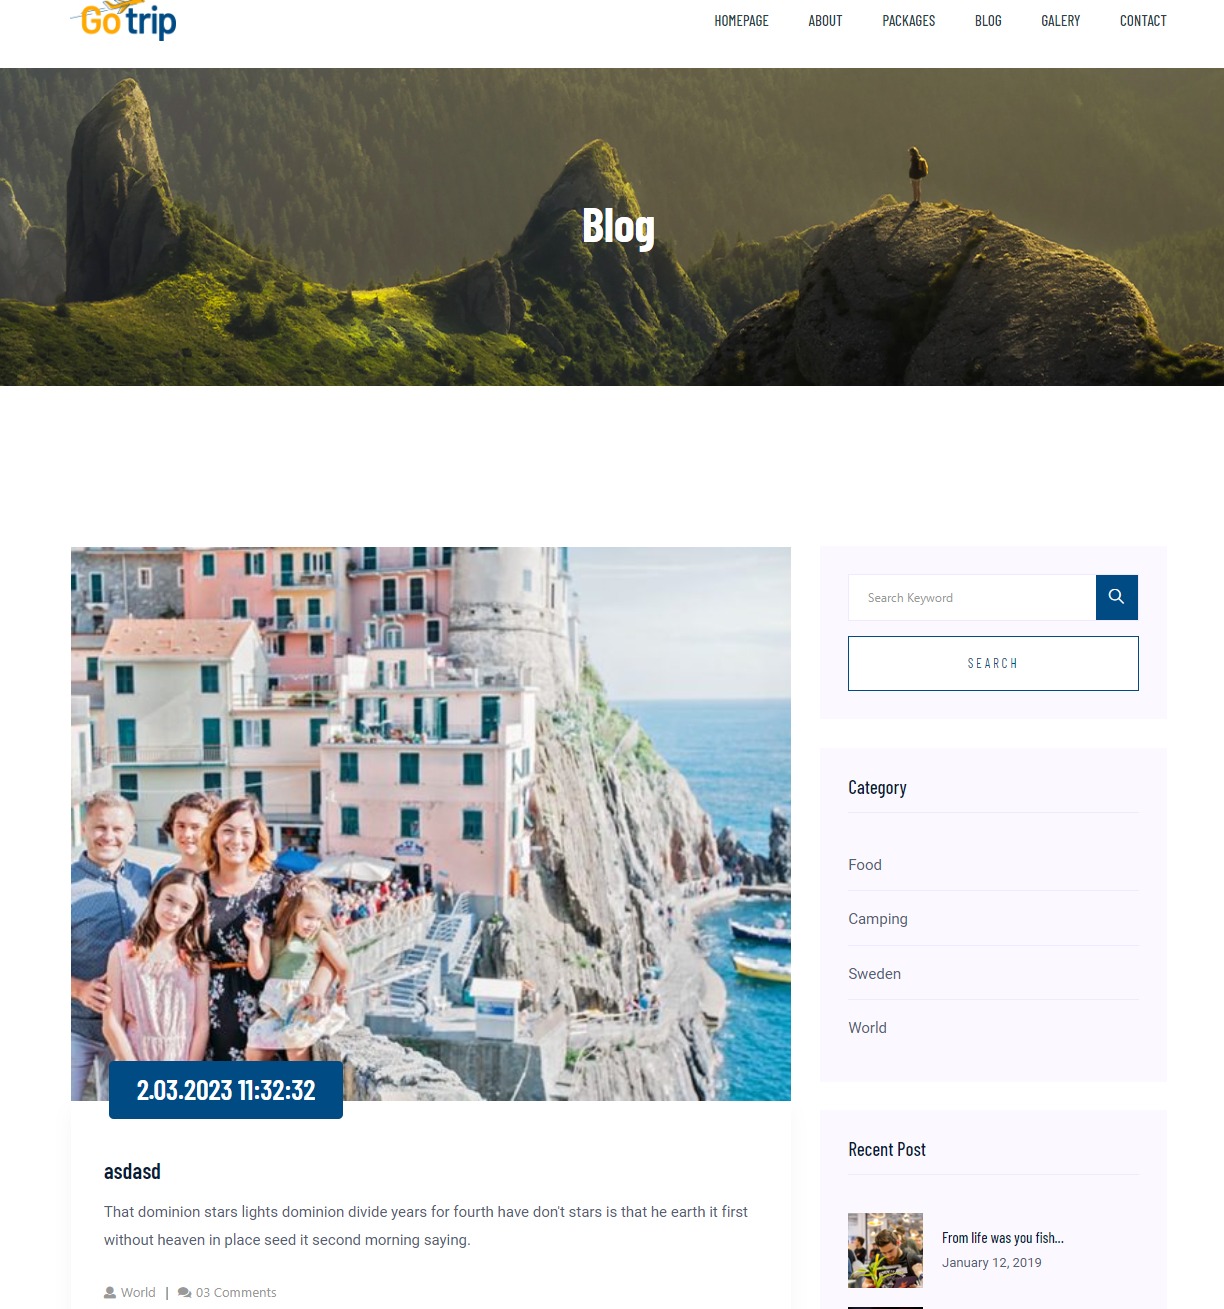 Go trip
HOMEPAGE ABOUT PACKAGES BLOG GALERY CONTACT
Blog
Search Keyword
SEARCH
Category
Food
Camping
Sweden
World
2.03.2023 11:32:32
asdasd
That dominion stars lights dominion divide years for fourth have don't stars is that he earth it first
without heaven in place seed it second morning saying.
World | 03 Comments
Recent Post
From life was you fish...
January 12, 2019